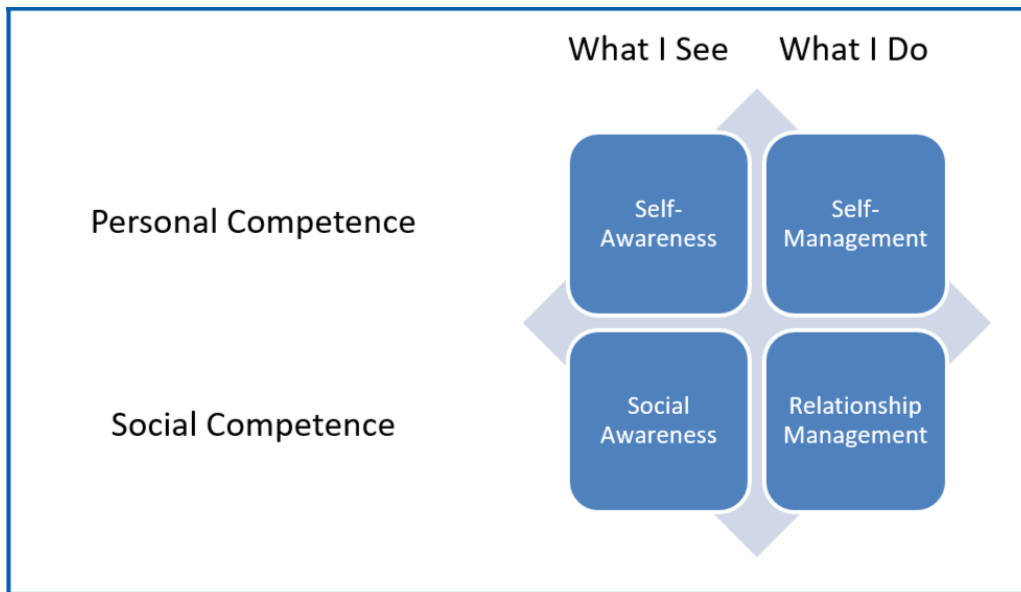 What I See
What I Do
Personal Competence
Self-
Awareness
Self-
Management
Social Competence
Social
Awareness
Relationship
Management